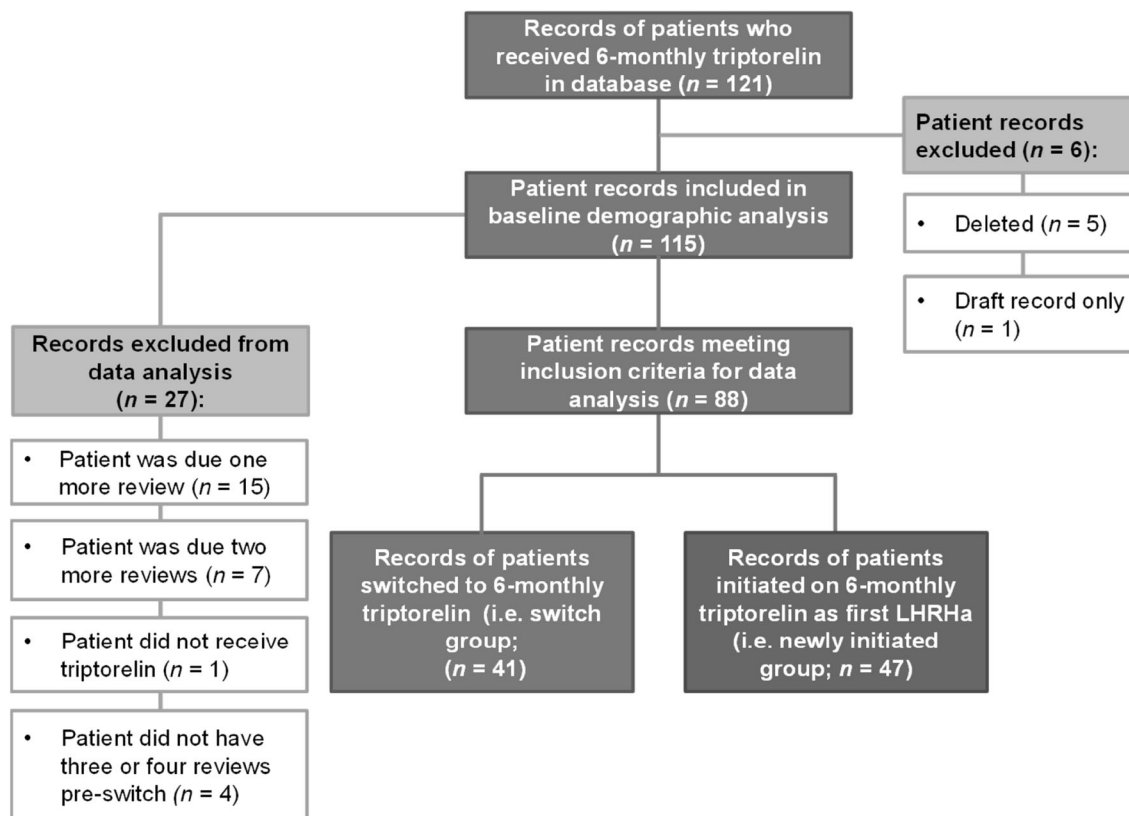 Records of patients who
received 6-monthly triptorelin
in database (n = 121)
Patient records
excluded (n = 6):
• Deleted (n = 5)
• Draft record only
(n = 1)
Patient records included in
baseline demographic analysis
(n = 115)
Records excluded from
data analysis
(n = 27):
• Patient was due one
more review (n = 15)
• Patient was due two
more reviews (n = 7)
• Patient did not receive
triptorelin (n = 1)
• Patient did not have
three or four reviews
pre-switch (n = 4)
Patient records meeting
inclusion criteria for data
analysis (n = 88)
Records of patients
switched to 6-monthly
triptorelin (i.e. switch
group;
(n = 41)
Records of patients
initiated on 6-monthly
triptorelin as first LHRHa
(i.e. newly initiated
group; n = 47)